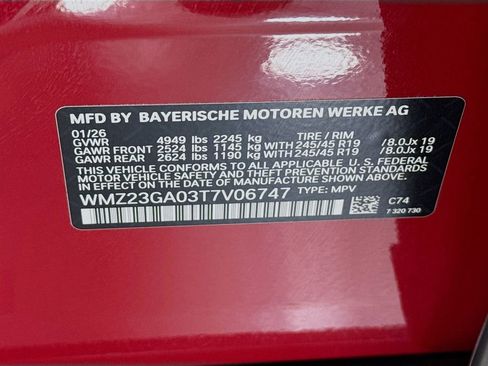 MFD BY BAYERISCHE MOTOREN WERKE AG
01/26 TIRE / RIM
GVWR 4949 lbs 2245 kg
GAWR FRONT 2524 lbs 1145 kg WITH 245/45 R19 / 8.0Jx 19
GAWR REAR 2624 lbs 1190 kg WITH 245/45 R19 / 8.0Jx 19
THIS VEHICLE CONFORMS TO ALL APPLICABLE U. S. FEDERAL
MOTOR VEHICLE SAFETY, BUMPER, AND THEFT PREVENTION STANDARDS
IN EFFECT ON THE DATE OF MANUFACTURE SHOWN ABOVE.
WMZ23GA03T7V06747 TYPE: MPV
C74
7 320 730